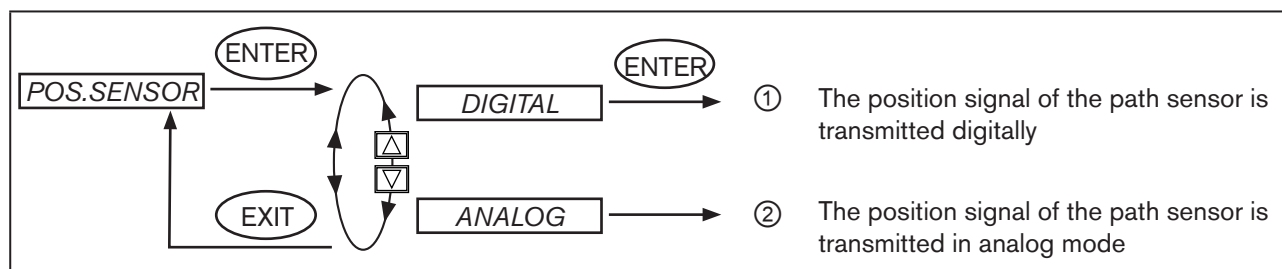 ENTER
POS.SENSOR
ENTER
DIGITAL
① The position signal of the path sensor is
transmitted digitally
EXIT
ANALOG
② The position signal of the path sensor is
transmitted in analog mode